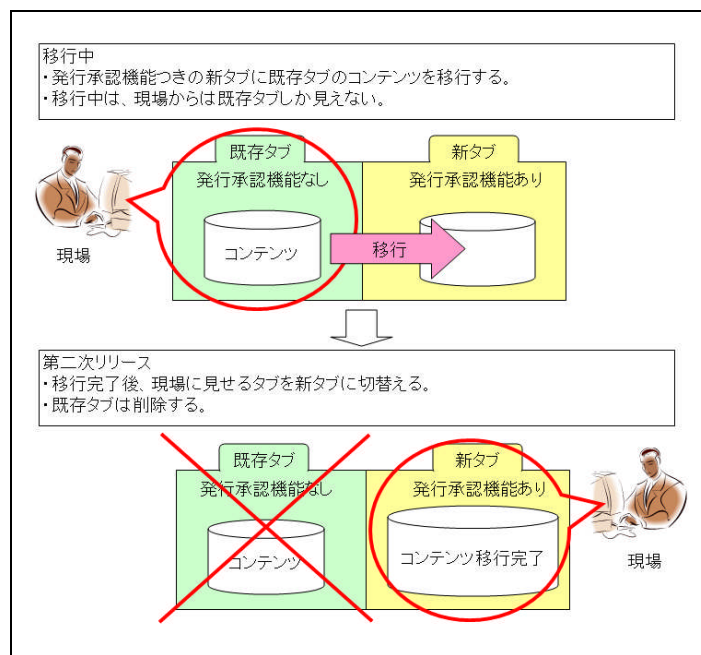 移行中
・発行承認機能つきの新タブに既存タブのコンテンツを移行する。
・移行中は、現場からは既存タブしか見えない。
既存タブ
新タブ
発行承認機能なし
発行承認機能あり
コンテンツ
移行
現場
第二次リリース
・移行完了後、現場に見せるタブを新タブに切替える。
・既存タブは削除する。
既存タブ
新タブ
発行承認機能なし
発行承認機能あり
コンテンツ
コンテンツ移行完了
現場